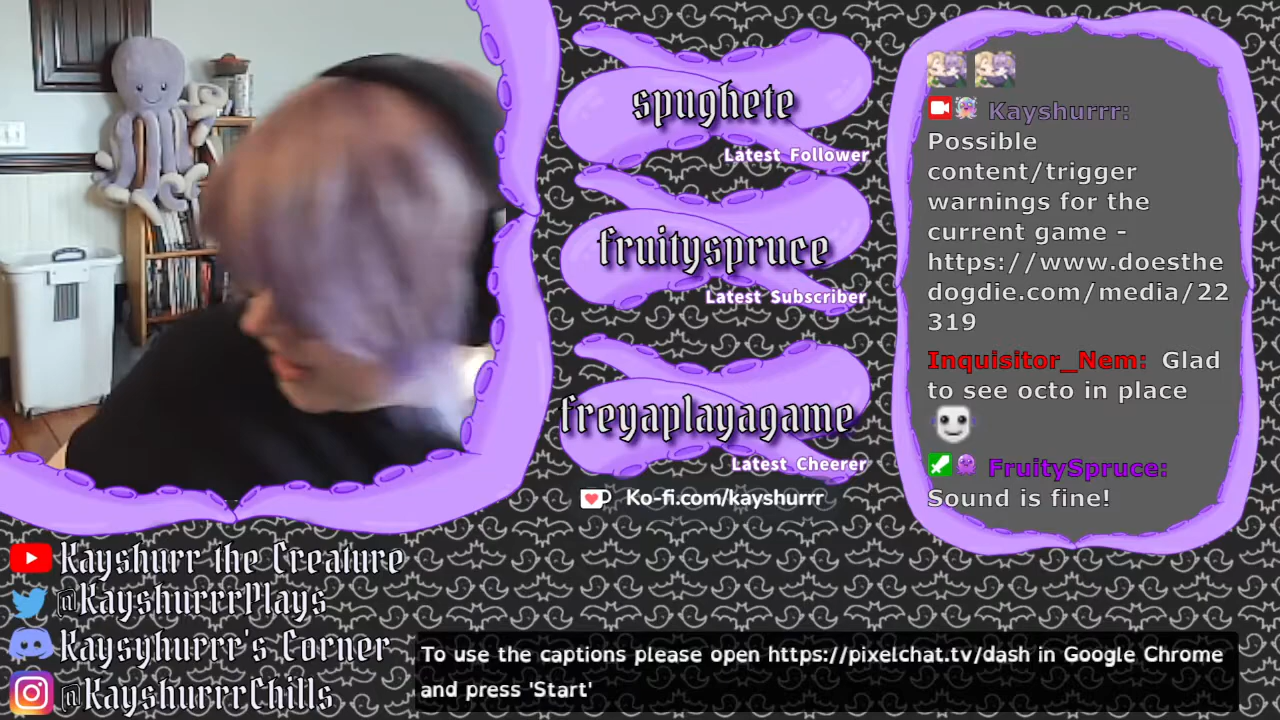 spughete
Latest Follower
fruityspruce
Latest Subscriber
freyaplayagame
Latest Cheerer
Ko-fi.com/kayshurrr
Kayshurrr:
Possible
content/trigger
warnings for the
current game -
https://www.doesthe
dogdie.com/media/22
319
Inquisitor_Nem: Glad
to see octo in place
FruitySpruce:
Sound is fine!
Kayshurr the Creature
@KayshurrrPlays
Kaysyhurrr's Corner
@KayshurrrChills
To use the captions please open https://pixelchat.tv/dash in Google Chrome
and press 'Start'